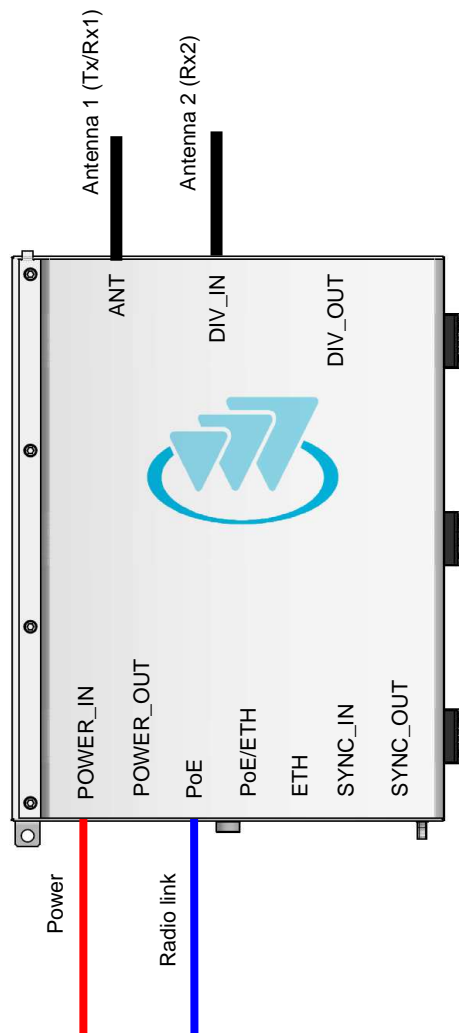 Antenna 1 (Tx/Rx1)
Antenna 2 (Rx2)
ANT
DIV_IN
DIV_OUT
POWER_IN
POWER_OUT
PoE
PoE/ETH
ETH
SYNC_IN
SYNC_OUT
Power
Radio link